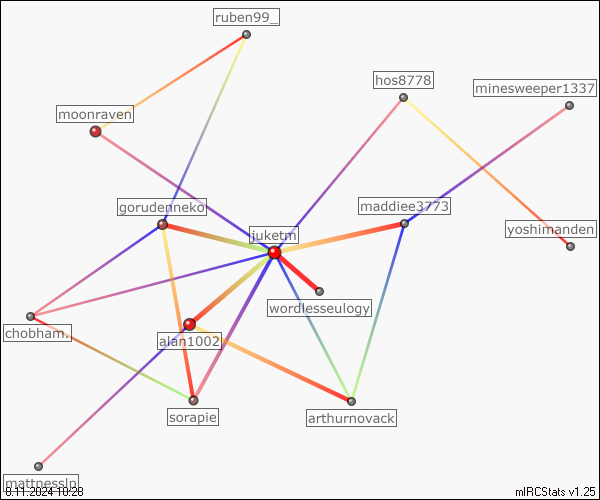 ruben99_
hos8778
minesweeper1337
moonraven
gorudenneko
maddiee3773
juketm
yoshimanden
wordlesseulogy
chobham.
alan1002
sorapie
arthurnovack
mattnessln
8.11.2024 10:28
mIRCStats v1.25